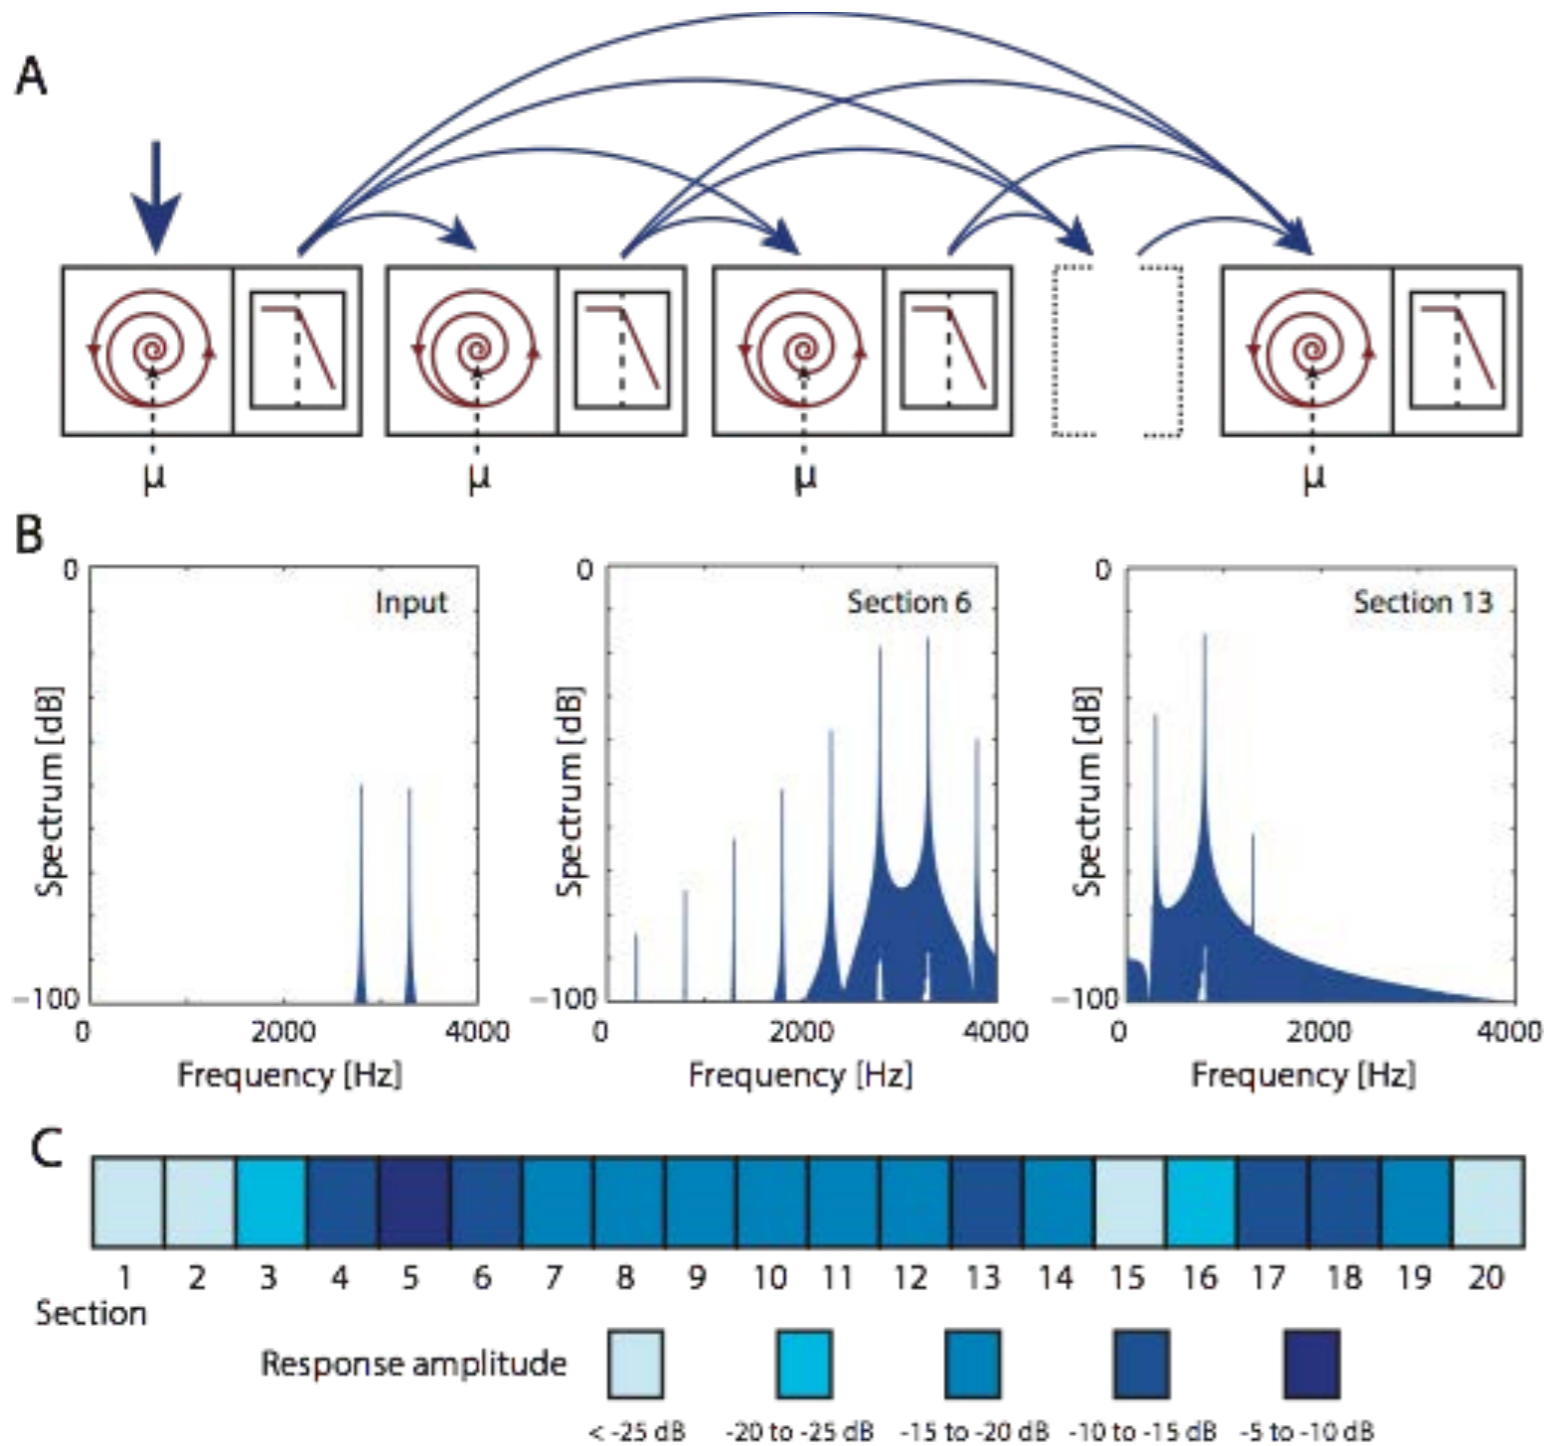 A
μ μ μ μ
B
0 0 0
Input Section 6 Section 13
Spectrum [dB] Spectrum [dB] Spectrum [dB]
−100 −100 −100
0 2000 4000 0 2000 4000 0 2000 4000
Frequency [Hz] Frequency [Hz] Frequency [Hz]
C
1 2 3 4 5 6 7 8 9 10 11 12 13 14 15 16 17 18 19 20
Section
Response amplitude
< -25 dB -20 to -25 dB -15 to -20 dB -10 to -15 dB -5 to -10 dB